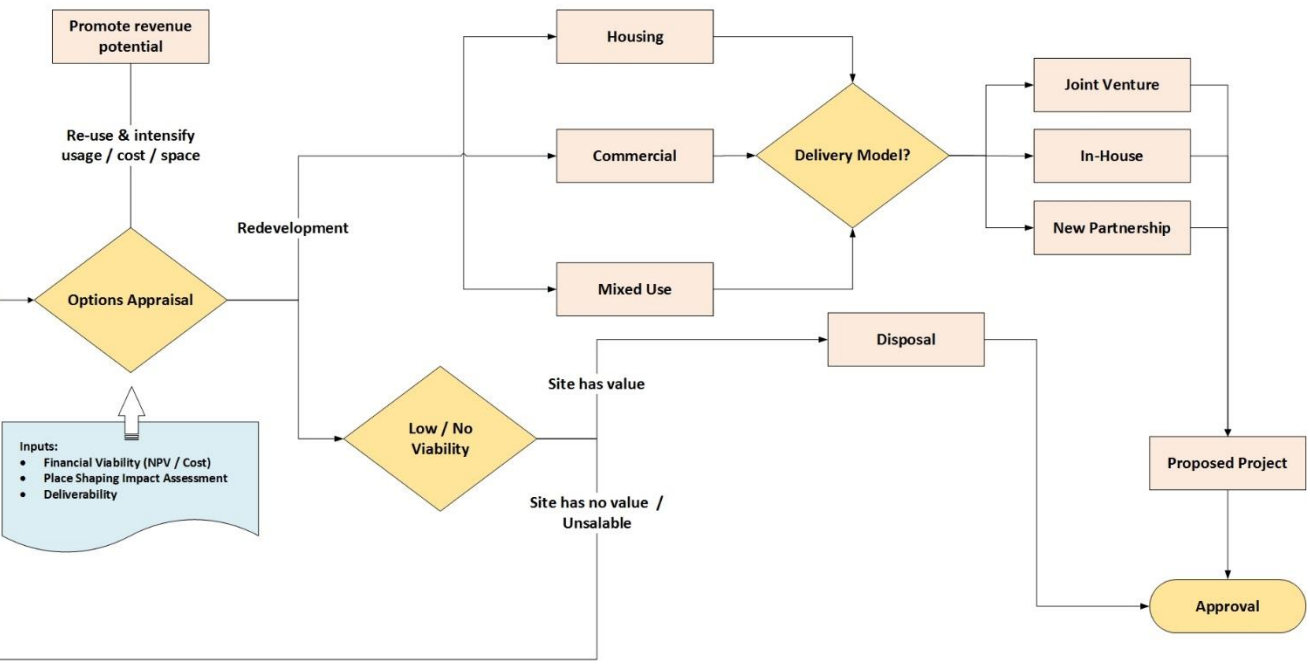 Promote revenue
potential
Re-use & intensify
usage / cost / space
Options Appraisal
Inputs:
• Financial Viability (NPV / Cost)
• Place Shaping Impact Assessment
• Deliverability
Redevelopment
Low / No
Viability
Site has value
Site has no value /
Unsalable
Housing
Commercial
Mixed Use
Delivery Model?
Joint Venture
In-House
New Partnership
Disposal
Proposed Project
Approval